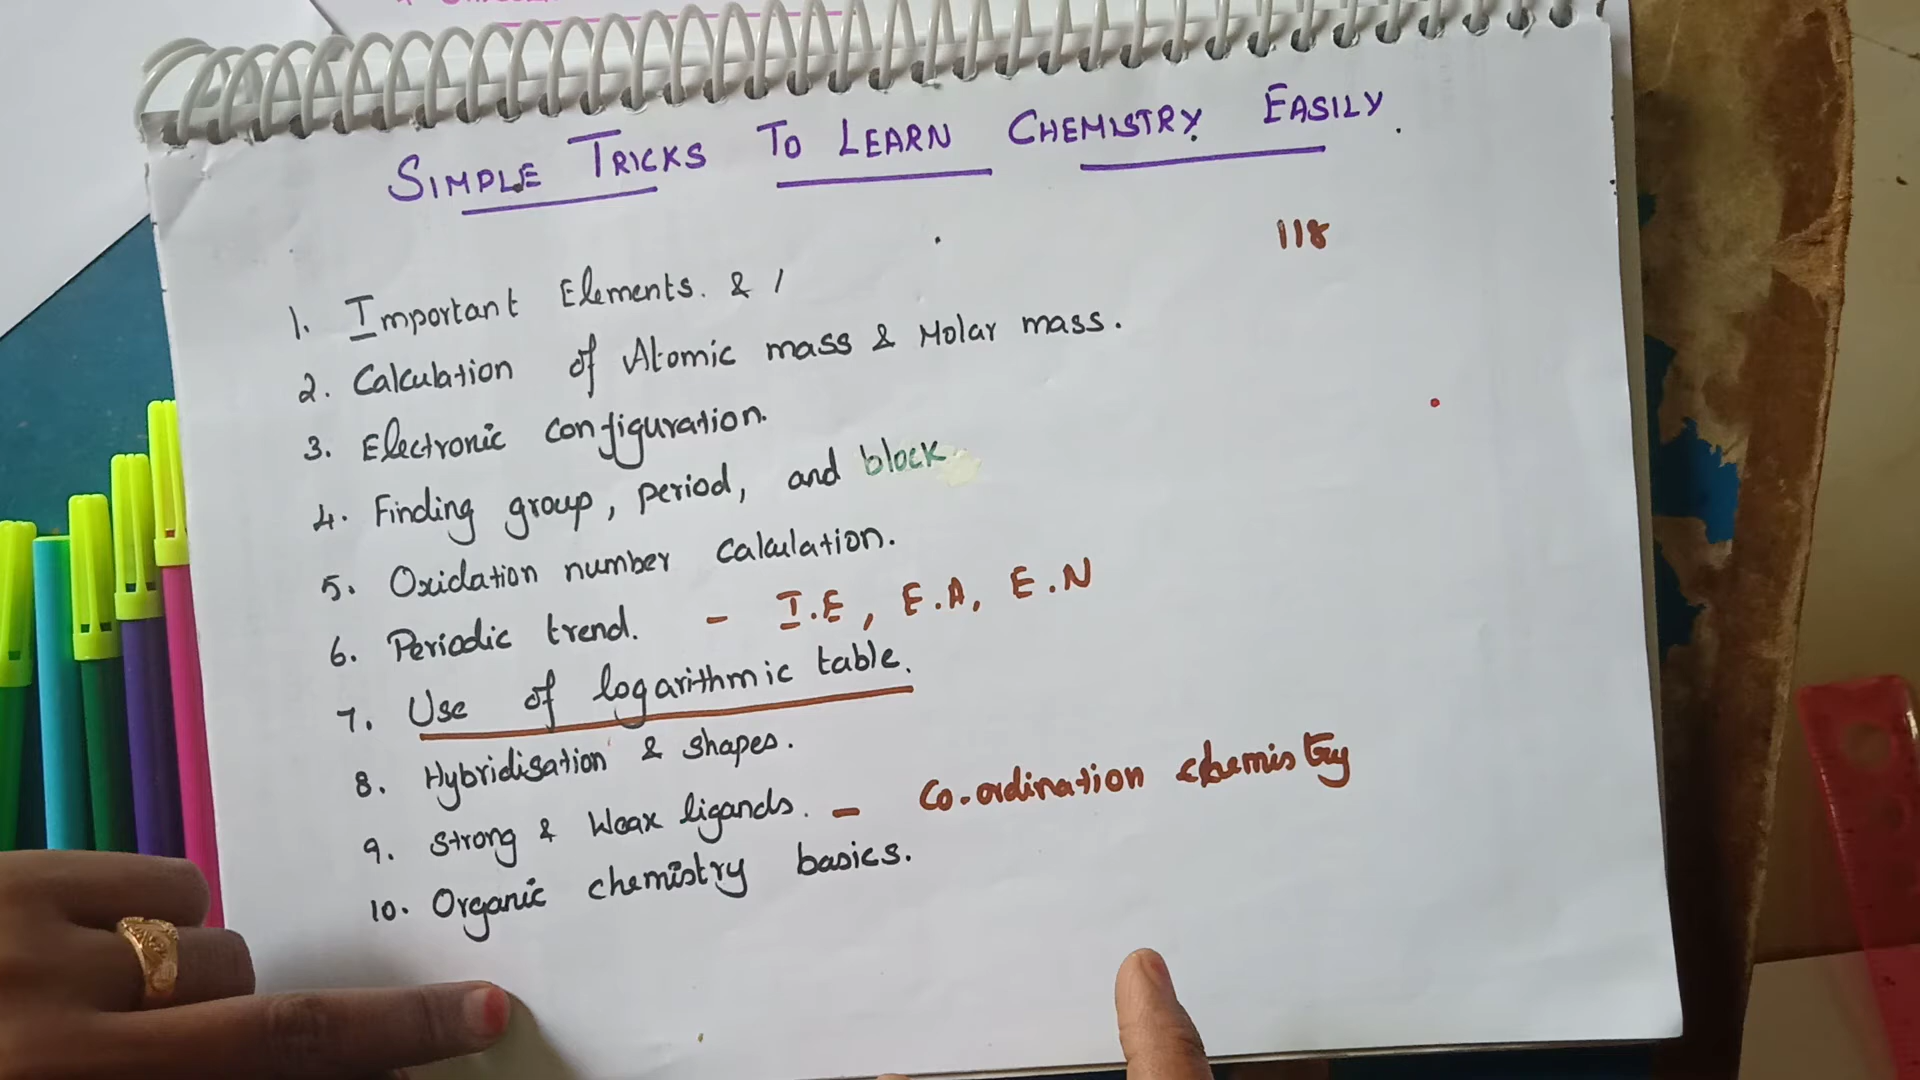 SIMPLE TRICKS TO LEARN CHEMISTRY EASILY.
118
1. Important Elements. & /
2. Calculation of Atomic mass & Molar mass.
3. Electronic configuration.
4. Finding group, period, and block
5. Oxidation number calculation.
6. Periodic trend. - I.E, E.A, E.N
7. Use of logarithmic table.
8. Hybridisation & shapes.
9. Strong & Weak ligands. - Co-ordination chemistry
10. Organic chemistry basics.